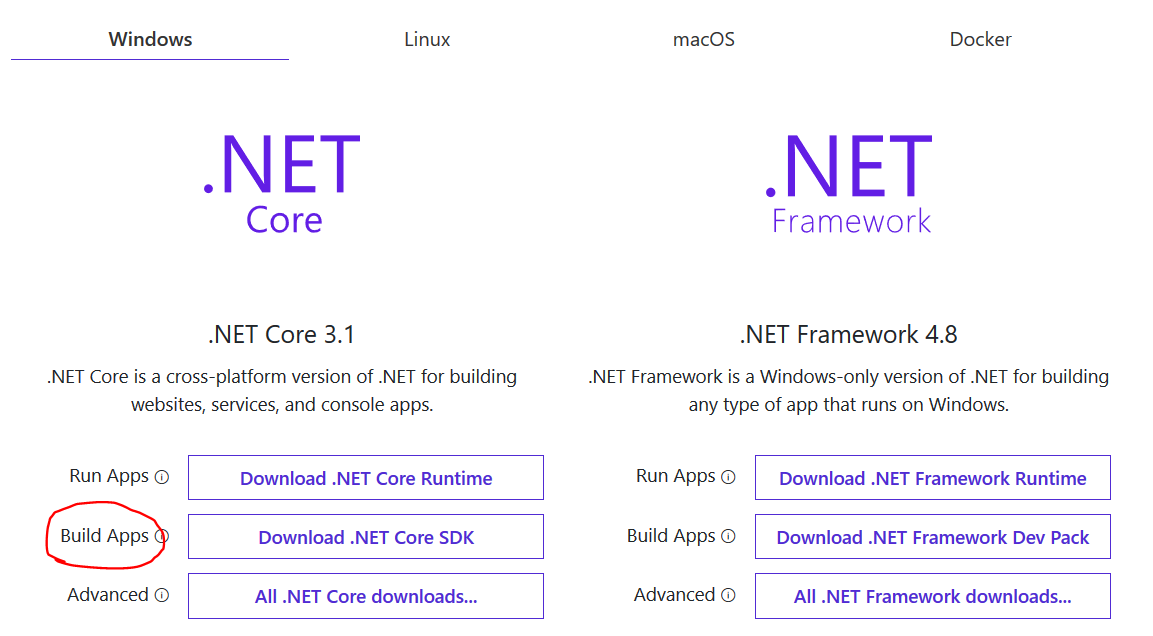 Windows Linux macOS Docker
.NET
Core
.NET Core 3.1
.NET Core is a cross-platform version of .NET for building
websites, services, and console apps.
Run Apps ⓘ Download .NET Core Runtime
Build Apps ⓘ Download .NET Core SDK
Advanced ⓘ All .NET Core downloads...
.NET
Framework
.NET Framework 4.8
.NET Framework is a Windows-only version of .NET for building
any type of app that runs on Windows.
Run Apps ⓘ Download .NET Framework Runtime
Build Apps ⓘ Download .NET Framework Dev Pack
Advanced ⓘ All .NET Framework downloads...